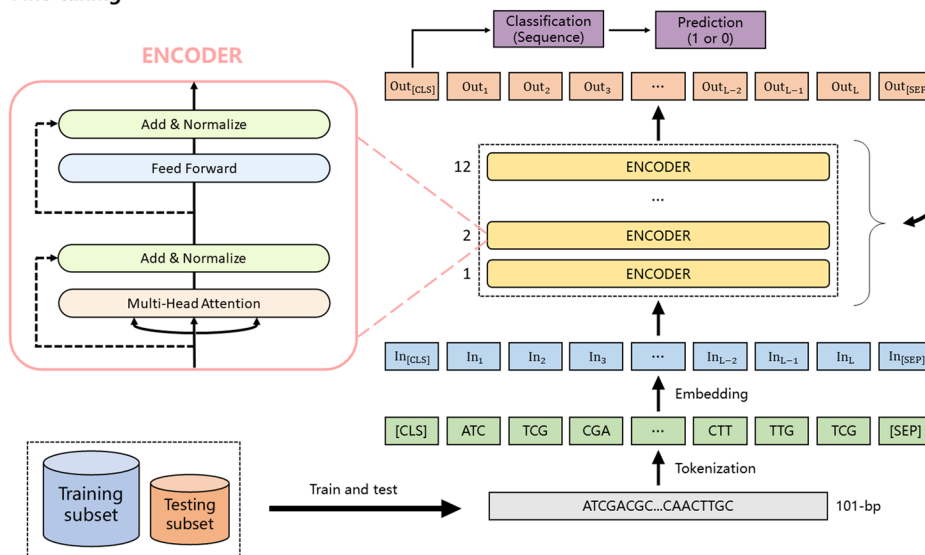 Classification
(Sequence)
Prediction
(1 or 0)
ENCODER
Out[CLS] Out1 Out2 Out3 ... OutL−2 OutL−1 OutL Out[SEP]
Add & Normalize
Feed Forward
12 ENCODER
...
2 ENCODER
1 ENCODER
Add & Normalize
Multi-Head Attention
In[CLS] In1 In2 In3 ... InL−2 InL−1 InL In[SEP]
Embedding
[CLS] ATC TCG CGA ... CTT TTG TCG [SEP]
Tokenization
Training
subset
Testing
subset
Train and test
ATCGACGC...CAACTTGC 101-bp